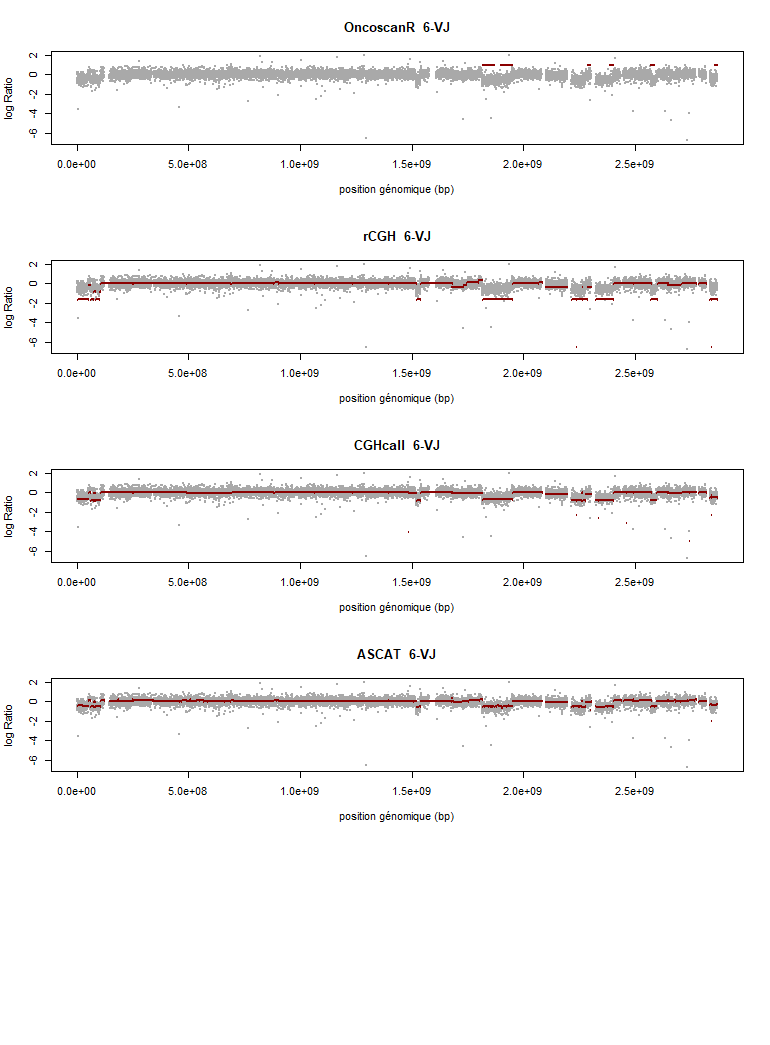 OncoscanR 6-VJ
log Ratio
2
0
-2
-4
-6
0.0e+00 5.0e+08 1.0e+09 1.5e+09 2.0e+09 2.5e+09
position génomique (bp)
rCGH 6-VJ
log Ratio
2
0
-2
-4
-6
0.0e+00 5.0e+08 1.0e+09 1.5e+09 2.0e+09 2.5e+09
position génomique (bp)
CGHcall 6-VJ
log Ratio
2
0
-2
-4
-6
0.0e+00 5.0e+08 1.0e+09 1.5e+09 2.0e+09 2.5e+09
position génomique (bp)
ASCAT 6-VJ
log Ratio
2
0
-2
-4
-6
0.0e+00 5.0e+08 1.0e+09 1.5e+09 2.0e+09 2.5e+09
position génomique (bp)